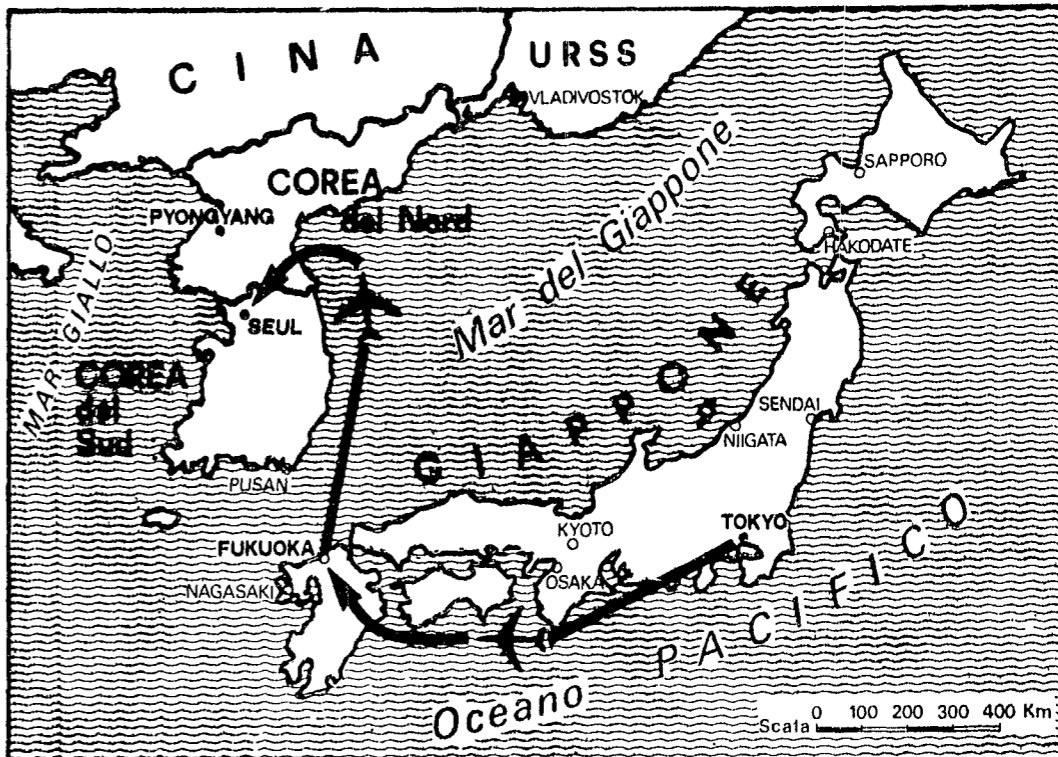 CINA
URSS
VLADIVOSTOK
SAPPORO
COREA
del Nord
PYONGYANG
HAKODATE
MAR GIALLO
Mar del Giappone
SEUL
COREA
del
Sud
GIAPPONE
SENDAI
NIIGATA
PUSAN
TOKYO
KYOTO
FUKUOKA
OSAKA
NAGASAKI
Oceano PACIFICO
Scala 0 100 200 300 400 Km